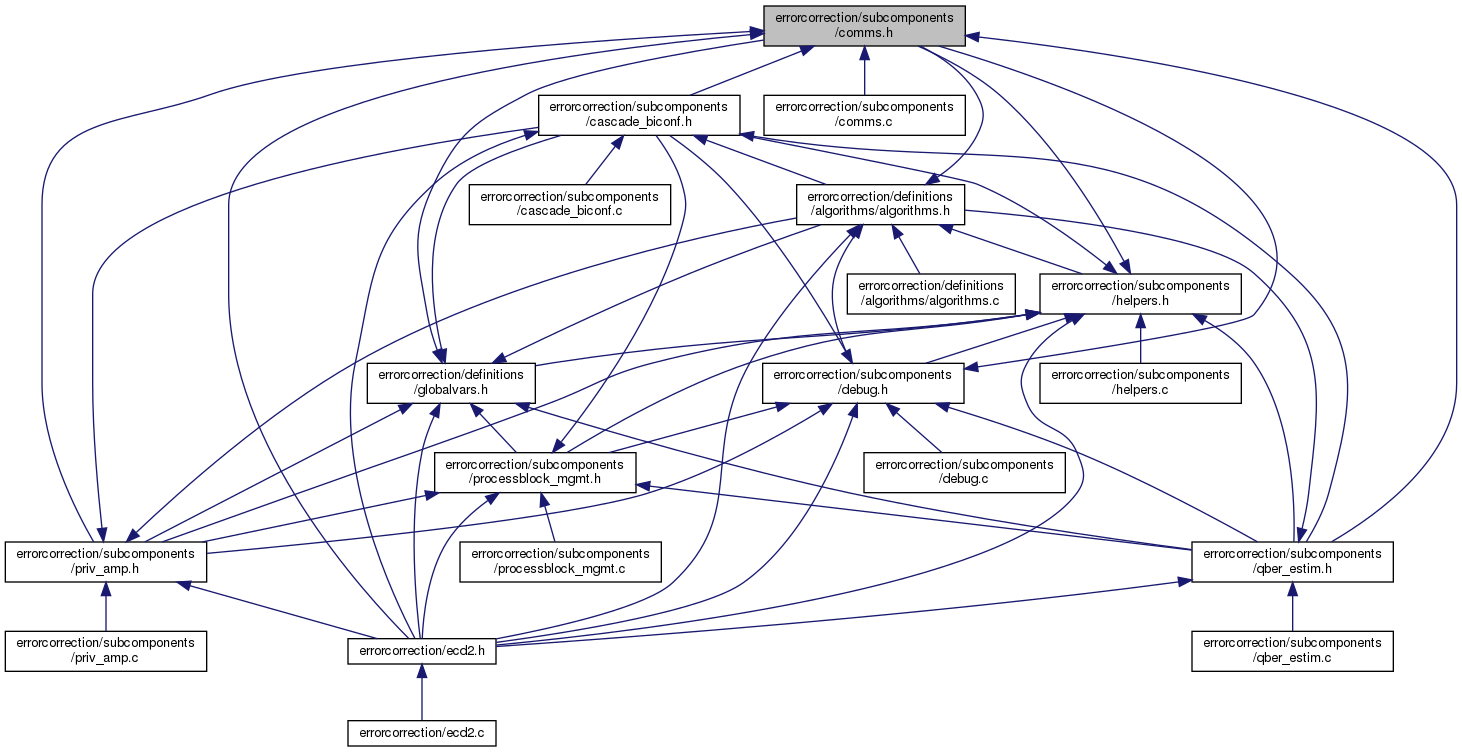 errorcorrection/subcomponents
/comms.h
errorcorrection/subcomponents
/cascade_biconf.h
errorcorrection/subcomponents
/comms.c
errorcorrection/subcomponents
/cascade_biconf.c
errorcorrection/definitions
/algorithms/algorithms.h
errorcorrection/definitions
/algorithms/algorithms.c
errorcorrection/subcomponents
/helpers.h
errorcorrection/definitions
/globalvars.h
errorcorrection/subcomponents
/debug.h
errorcorrection/subcomponents
/helpers.c
errorcorrection/subcomponents
/processblock_mgmt.h
errorcorrection/subcomponents
/debug.c
errorcorrection/subcomponents
/priv_amp.h
errorcorrection/subcomponents
/processblock_mgmt.c
errorcorrection/subcomponents
/qber_estim.h
errorcorrection/subcomponents
/priv_amp.c
errorcorrection/ecd2.h
errorcorrection/subcomponents
/qber_estim.c
errorcorrection/ecd2.c